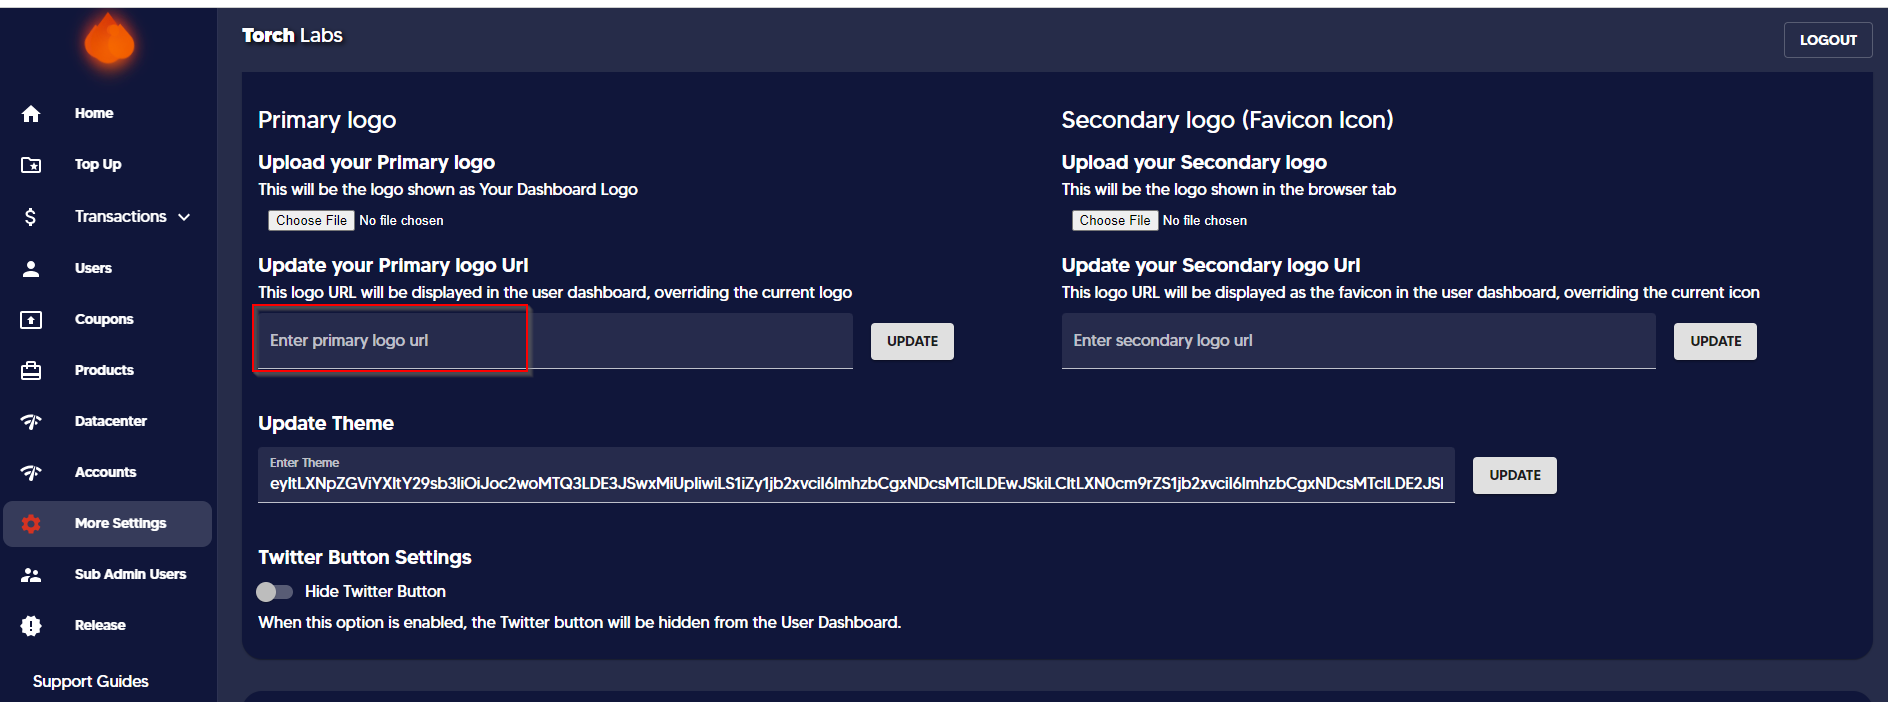 Torch Labs
LOGOUT
Home
Top Up
Transactions
Users
Coupons
Products
Datacenter
Accounts
More Settings
Sub Admin Users
Release
Support Guides
Primary logo
Upload your Primary logo
This will be the logo shown as Your Dashboard Logo
Choose File No file chosen
Update your Primary logo Url
This logo URL will be displayed in the user dashboard, overriding the current logo
Enter primary logo url
UPDATE
Secondary logo (Favicon Icon)
Upload your Secondary logo
This will be the logo shown in the browser tab
Choose File No file chosen
Update your Secondary logo Url
This logo URL will be displayed as the favicon in the user dashboard, overriding the current icon
Enter secondary logo url
UPDATE
Update Theme
Enter Theme
UPDATE
Twitter Button Settings
Hide Twitter Button
When this option is enabled, the Twitter button will be hidden from the User Dashboard.